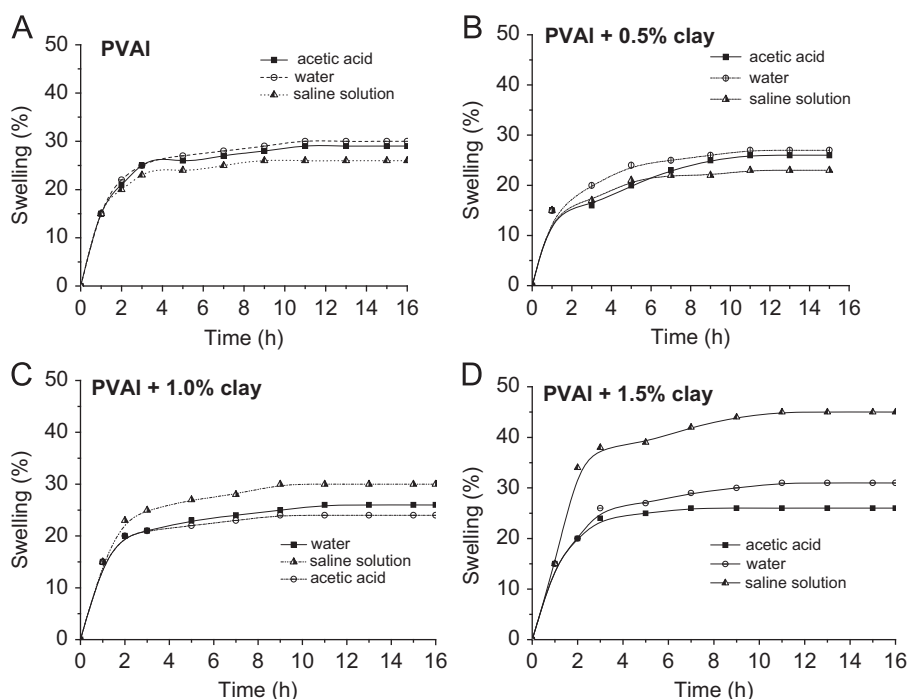 A
PVAl
50
40
30
20
10
0
Swelling (%)
acetic acid
water
saline solution
0 2 4 6 8 10 12 14 16
Time (h)
B
PVAl + 0.5% clay
50
40
30
20
10
0
Swelling (%)
acetic acid
water
saline solution
0 2 4 6 8 10 12 14 16
Time (h)
C
PVAl + 1.0% clay
50
40
30
20
10
0
Swelling (%)
water
saline solution
acetic acid
0 2 4 6 8 10 12 14 16
Time (h)
D
PVAl + 1.5% clay
50
40
30
20
10
0
Swelling (%)
acetic acid
water
saline solution
0 2 4 6 8 10 12 14 16
Time (h)